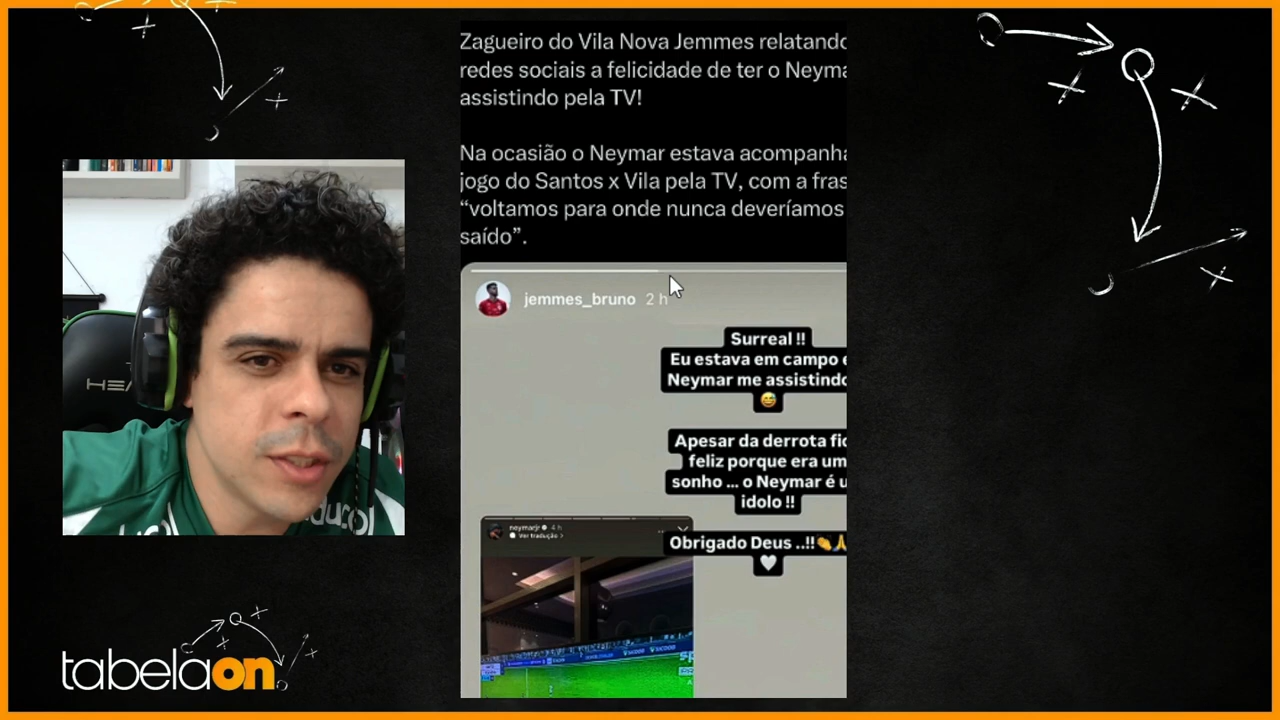 Zagueiro do Vila Nova Jemmes relatando
redes sociais a felicidade de ter o Neyma
assistindo pela TV!
Na ocasião o Neymar estava acompanha
jogo do Santos x Vila pela TV, com a fras
“voltamos para onde nunca deveríamos
saído”.
jemmes_bruno 2 h
Surreal !!
Eu estava em campo e
Neymar me assistindo
😅
Apesar da derrota fic
feliz porque era um
sonho ... o Neymar é u
idolo !!
Obrigado Deus ..!!👏🙏
🤍
neymarjr 4 h
Ver tradução >
HEA
tabelaon